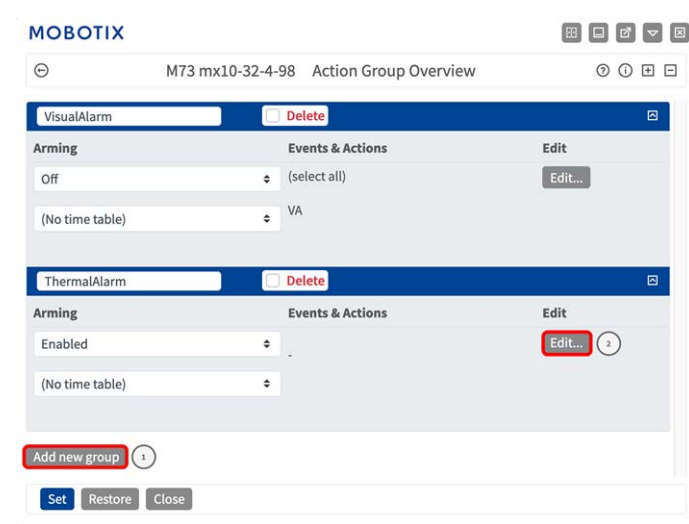 MOBOTIX
M73 mx10-32-4-98 Action Group Overview
VisualAlarm Delete
Arming Events & Actions Edit
Off (select all) Edit...
(No time table) VA
ThermalAlarm Delete
Arming Events & Actions Edit
Enabled - Edit... 2
(No time table)
Add new group 1
Set Restore Close